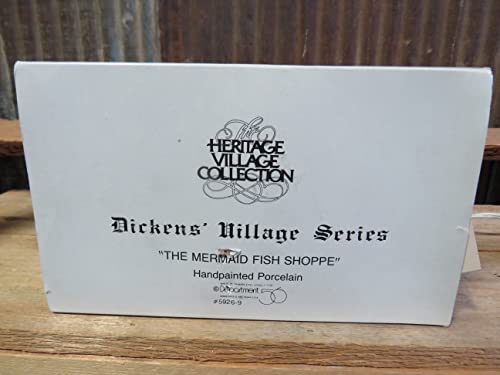 The
HERITAGE
VILLAGE
COLLECTION
Dickens' Village Series
"THE MERMAID FISH SHOPPE"
Handpainted Porcelain
© Department 56
#5926-9